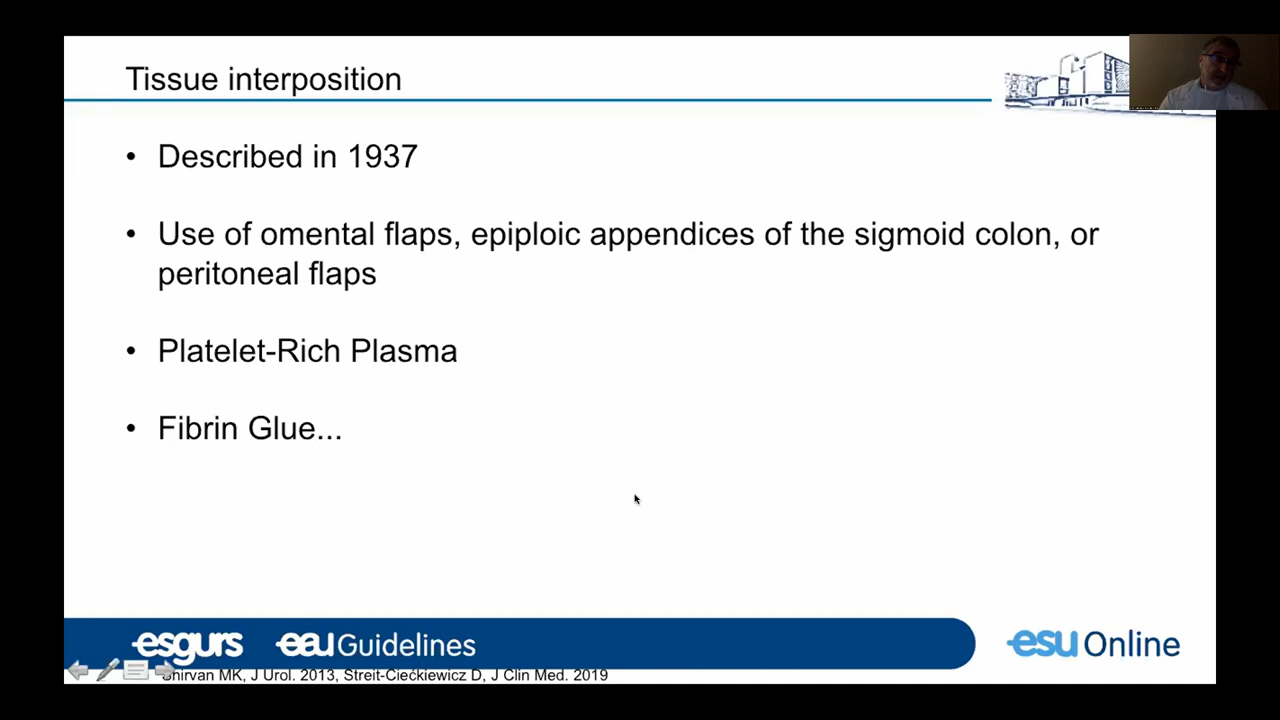 Tissue interposition
• Described in 1937
• Use of omental flaps, epiploic appendices of the sigmoid colon, or
peritoneal flaps
• Platelet-Rich Plasma
• Fibrin Glue...
esgurs eau Guidelines
esu Online
Shirvan MK, J Urol. 2013, Streit-Ciećkiewicz D, J Clin Med. 2019